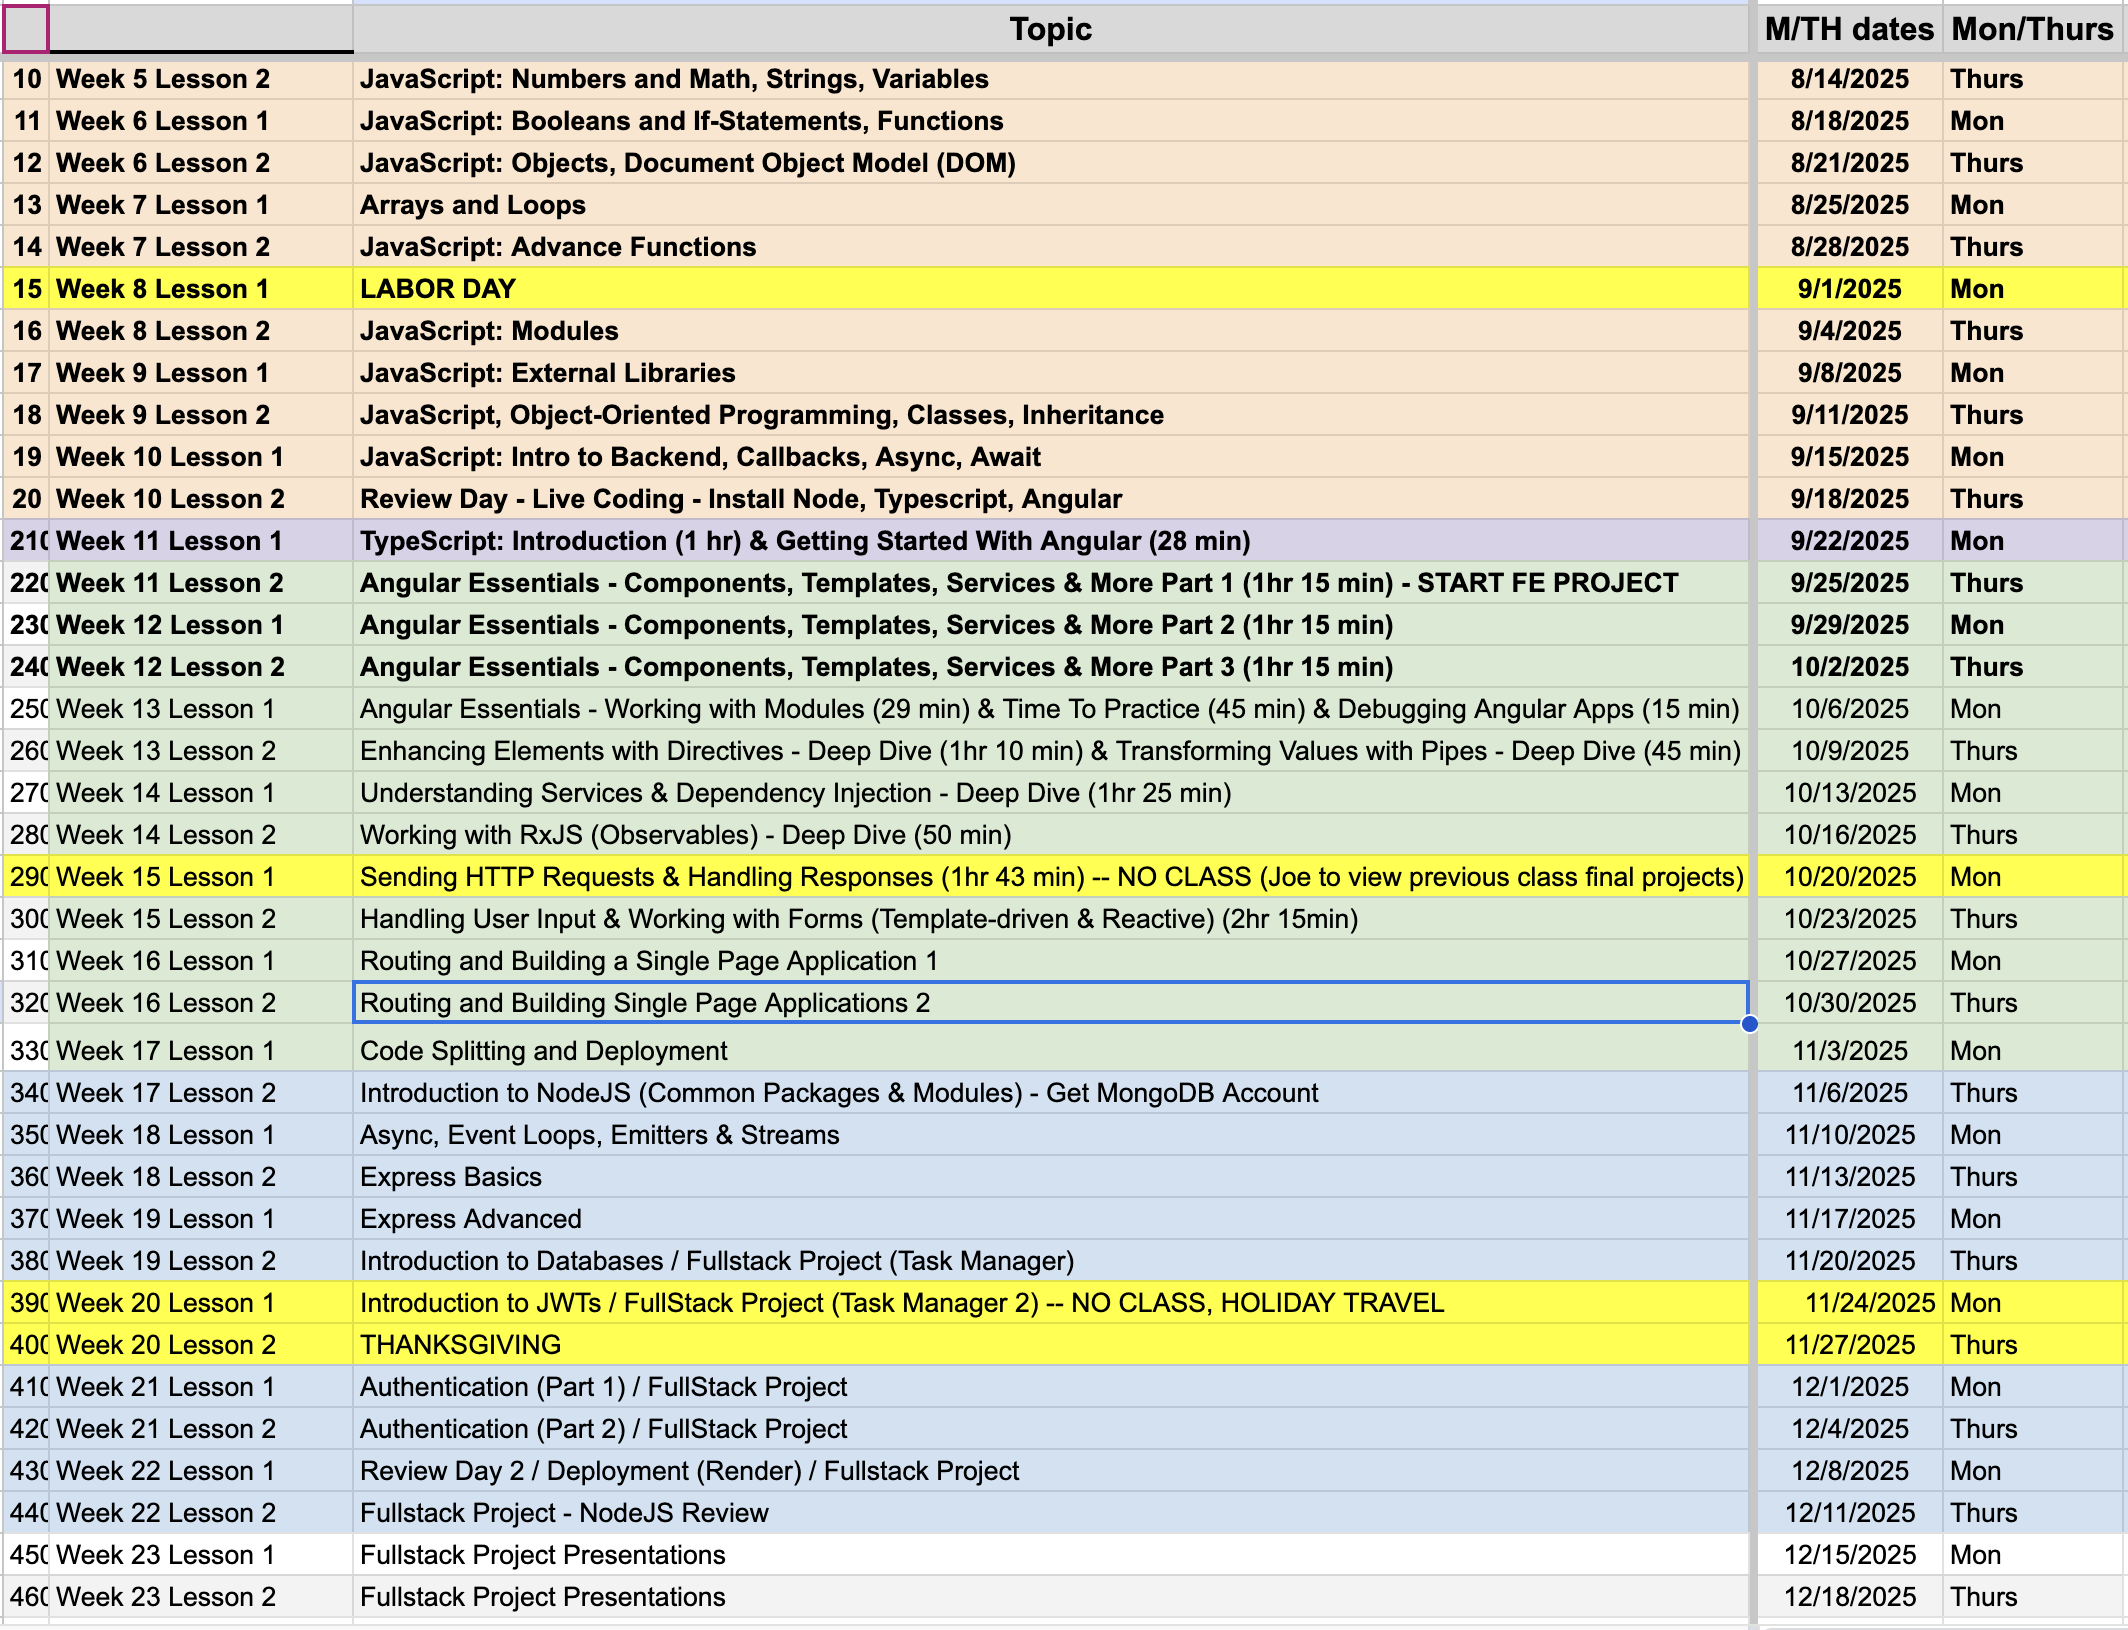 Topic M/TH dates Mon/Thurs
10 Week 5 Lesson 2 JavaScript: Numbers and Math, Strings, Variables 8/14/2025 Thurs
11 Week 6 Lesson 1 JavaScript: Booleans and If-Statements, Functions 8/18/2025 Mon
12 Week 6 Lesson 2 JavaScript: Objects, Document Object Model (DOM) 8/21/2025 Thurs
13 Week 7 Lesson 1 Arrays and Loops 8/25/2025 Mon
14 Week 7 Lesson 2 JavaScript: Advance Functions 8/28/2025 Thurs
15 Week 8 Lesson 1 LABOR DAY 9/1/2025 Mon
16 Week 8 Lesson 2 JavaScript: Modules 9/4/2025 Thurs
17 Week 9 Lesson 1 JavaScript: External Libraries 9/8/2025 Mon
18 Week 9 Lesson 2 JavaScript, Object-Oriented Programming, Classes, Inheritance 9/11/2025 Thurs
19 Week 10 Lesson 1 JavaScript: Intro to Backend, Callbacks, Async, Await 9/15/2025 Mon
20 Week 10 Lesson 2 Review Day - Live Coding - Install Node, Typescript, Angular 9/18/2025 Thurs
210 Week 11 Lesson 1 TypeScript: Introduction (1 hr) & Getting Started With Angular (28 min) 9/22/2025 Mon
220 Week 11 Lesson 2 Angular Essentials - Components, Templates, Services & More Part 1 (1hr 15 min) - START FE PROJECT 9/25/2025 Thurs
230 Week 12 Lesson 1 Angular Essentials - Components, Templates, Services & More Part 2 (1hr 15 min) 9/29/2025 Mon
240 Week 12 Lesson 2 Angular Essentials - Components, Templates, Services & More Part 3 (1hr 15 min) 10/2/2025 Thurs
250 Week 13 Lesson 1 Angular Essentials - Working with Modules (29 min) & Time To Practice (45 min) & Debugging Angular Apps (15 min) 10/6/2025 Mon
260 Week 13 Lesson 2 Enhancing Elements with Directives - Deep Dive (1hr 10 min) & Transforming Values with Pipes - Deep Dive (45 min) 10/9/2025 Thurs
270 Week 14 Lesson 1 Understanding Services & Dependency Injection - Deep Dive (1hr 25 min) 10/13/2025 Mon
280 Week 14 Lesson 2 Working with RxJS (Observables) - Deep Dive (50 min) 10/16/2025 Thurs
290 Week 15 Lesson 1 Sending HTTP Requests & Handling Responses (1hr 43 min) -- NO CLASS (Joe to view previous class final projects) 10/20/2025 Mon
300 Week 15 Lesson 2 Handling User Input & Working with Forms (Template-driven & Reactive) (2hr 15min) 10/23/2025 Thurs
310 Week 16 Lesson 1 Routing and Building a Single Page Application 1 10/27/2025 Mon
320 Week 16 Lesson 2 Routing and Building Single Page Applications 2 10/30/2025 Thurs
330 Week 17 Lesson 1 Code Splitting and Deployment 11/3/2025 Mon
340 Week 17 Lesson 2 Introduction to NodeJS (Common Packages & Modules) - Get MongoDB Account 11/6/2025 Thurs
350 Week 18 Lesson 1 Async, Event Loops, Emitters & Streams 11/10/2025 Mon
360 Week 18 Lesson 2 Express Basics 11/13/2025 Thurs
370 Week 19 Lesson 1 Express Advanced 11/17/2025 Mon
380 Week 19 Lesson 2 Introduction to Databases / Fullstack Project (Task Manager) 11/20/2025 Thurs
390 Week 20 Lesson 1 Introduction to JWTs / FullStack Project (Task Manager 2) -- NO CLASS, HOLIDAY TRAVEL 11/24/2025 Mon
400 Week 20 Lesson 2 THANKSGIVING 11/27/2025 Thurs
410 Week 21 Lesson 1 Authentication (Part 1) / FullStack Project 12/1/2025 Mon
420 Week 21 Lesson 2 Authentication (Part 2) / FullStack Project 12/4/2025 Thurs
430 Week 22 Lesson 1 Review Day 2 / Deployment (Render) / Fullstack Project 12/8/2025 Mon
440 Week 22 Lesson 2 Fullstack Project - NodeJS Review 12/11/2025 Thurs
450 Week 23 Lesson 1 Fullstack Project Presentations 12/15/2025 Mon
460 Week 23 Lesson 2 Fullstack Project Presentations 12/18/2025 Thurs